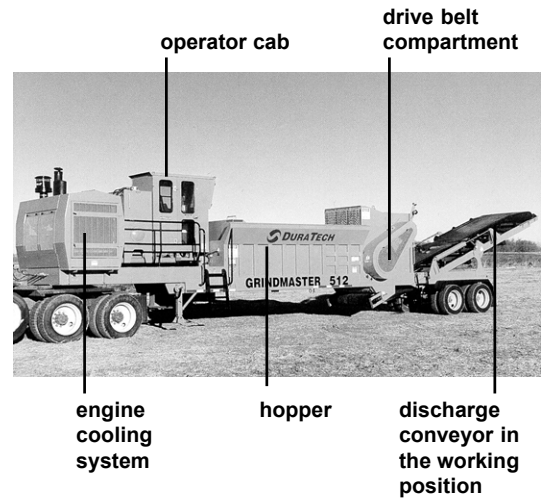 drive belt
compartment
operator cab
DURATECH
GRINDMASTER 512
engine
cooling
system
hopper
discharge
conveyor in
the working
position